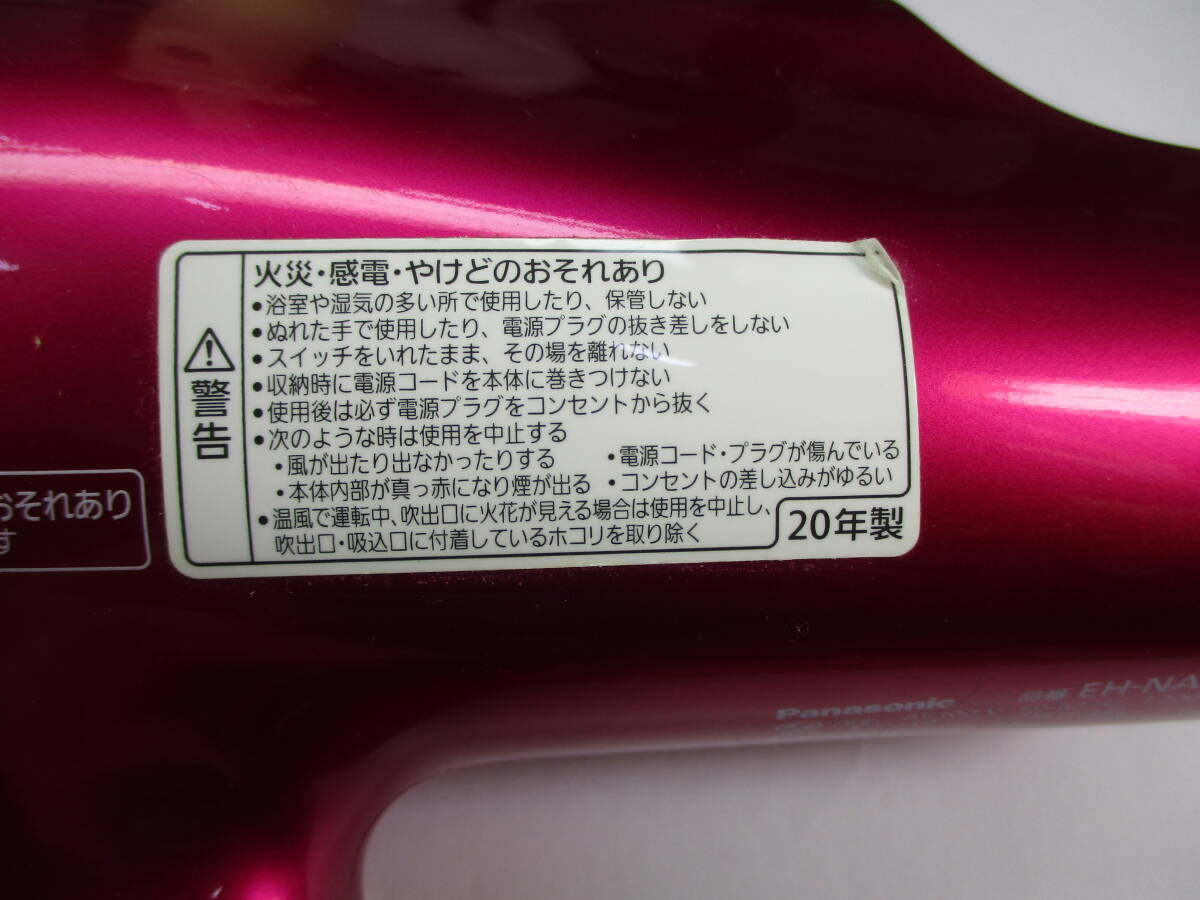 火災・感電・やけどのおそれあり
•浴室や湿気の多い所で使用したり、保管しない
•ぬれた手で使用したり、電源プラグの抜き差しをしない
•スイッチをいれたまま、その場を離れない
•収納時に電源コードを本体に巻きつけない
•使用後は必ず電源プラグをコンセントから抜く
•次のような時は使用を中止する
・風が出たり出なかったりする ・電源コード・プラグが傷んでいる
・本体内部が真っ赤になり煙が出る ・コンセントの差し込みがゆるい
•温風で運転中、吹出口に火花が見える場合は使用を中止し、
吹出口・吸込口に付着しているホコリを取り除く
警告
20年製
おそれあり
す
Panasonic 品番 EH-NA
AC100V